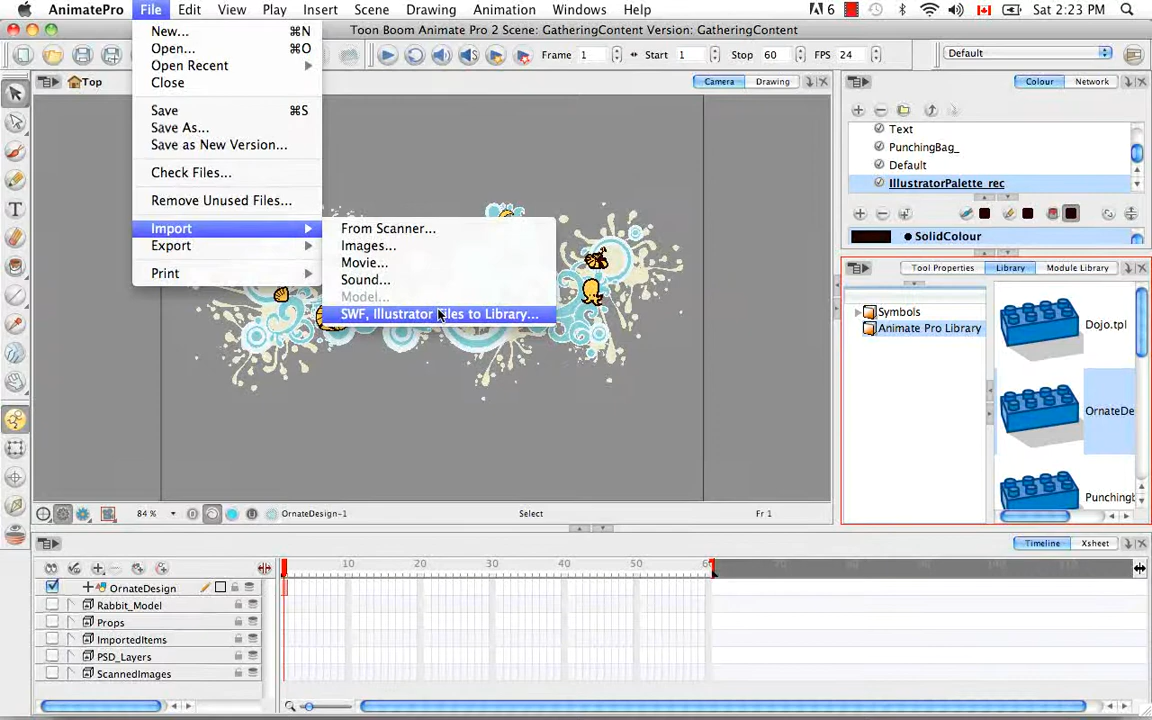 AnimatePro File Edit View Play Insert Scene Drawing Animation Windows Help 6 Sat 2:23 PM
Toon Boom Animate Pro 2 Scene: GatheringContent Version: GatheringContent
New... ⌘N
Open... ⌘O
Open Recent
Close
Save ⌘S
Save As...
Save as New Version...
Check Files...
Remove Unused Files...
Import
Export
Print
From Scanner...
Images...
Movie...
Sound...
Model...
SWF, Illustrator Files to Library...
Frame 1 Start 1 Stop 60 FPS 24 Default
Top Camera Drawing
Colour Network
Text
PunchingBag_
Default
IllustratorPalette_rec
SolidColour
Tool Properties Library Module Library
Symbols
Animate Pro Library
Dojo.tpl
OrnateDe
Punchingb
84 % OrnateDesign-1 Select Fr 1
Timeline Xsheet
10 20 30 40 50 60
OrnateDesign
Rabbit_Model
Props
ImportedItems
PSD_Layers
ScannedImages